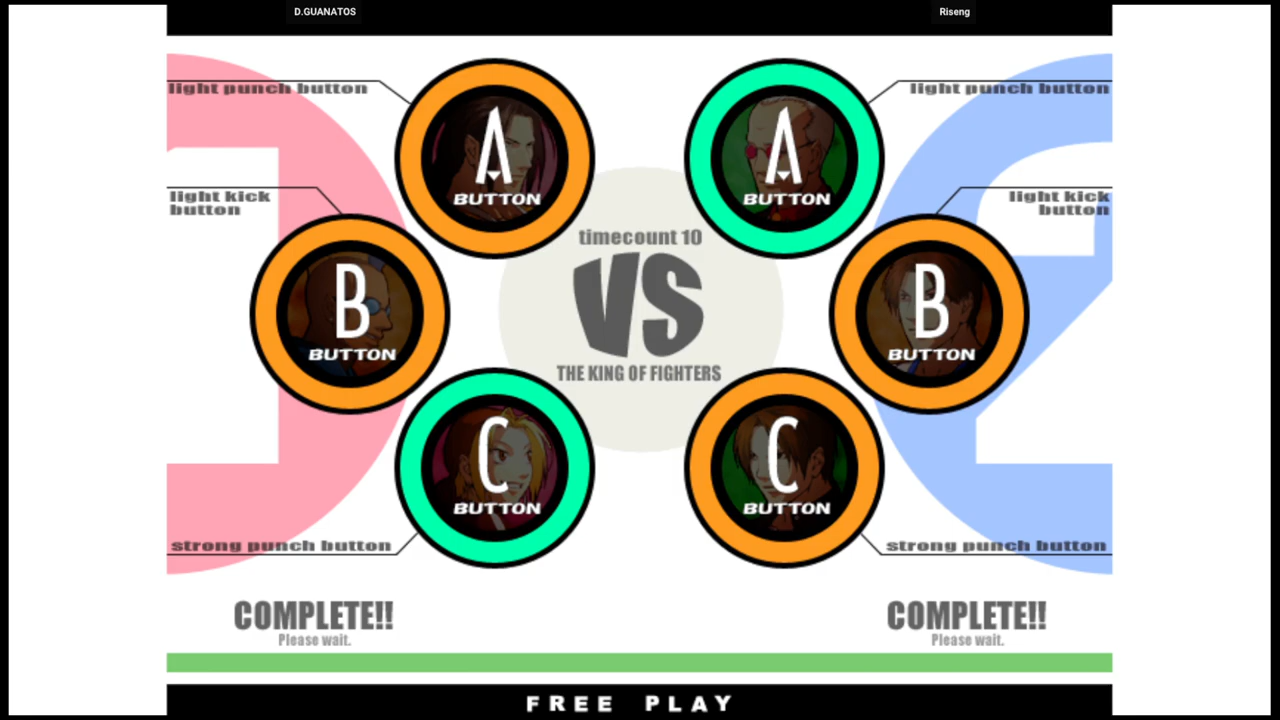 D.GUANATOS
Riseng
light punch button
A
BUTTON
A
BUTTON
light punch button
light kick
button
B
BUTTON
timecount 10
VS
THE KING OF FIGHTERS
B
BUTTON
light kick
button
C
BUTTON
C
BUTTON
strong punch button
strong punch button
COMPLETE!!
Please wait.
COMPLETE!!
Please wait.
FREE PLAY